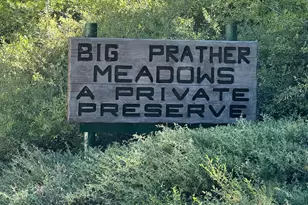 BIG PRATHER
MEADOWS
A PRIVATE
PRESERVE